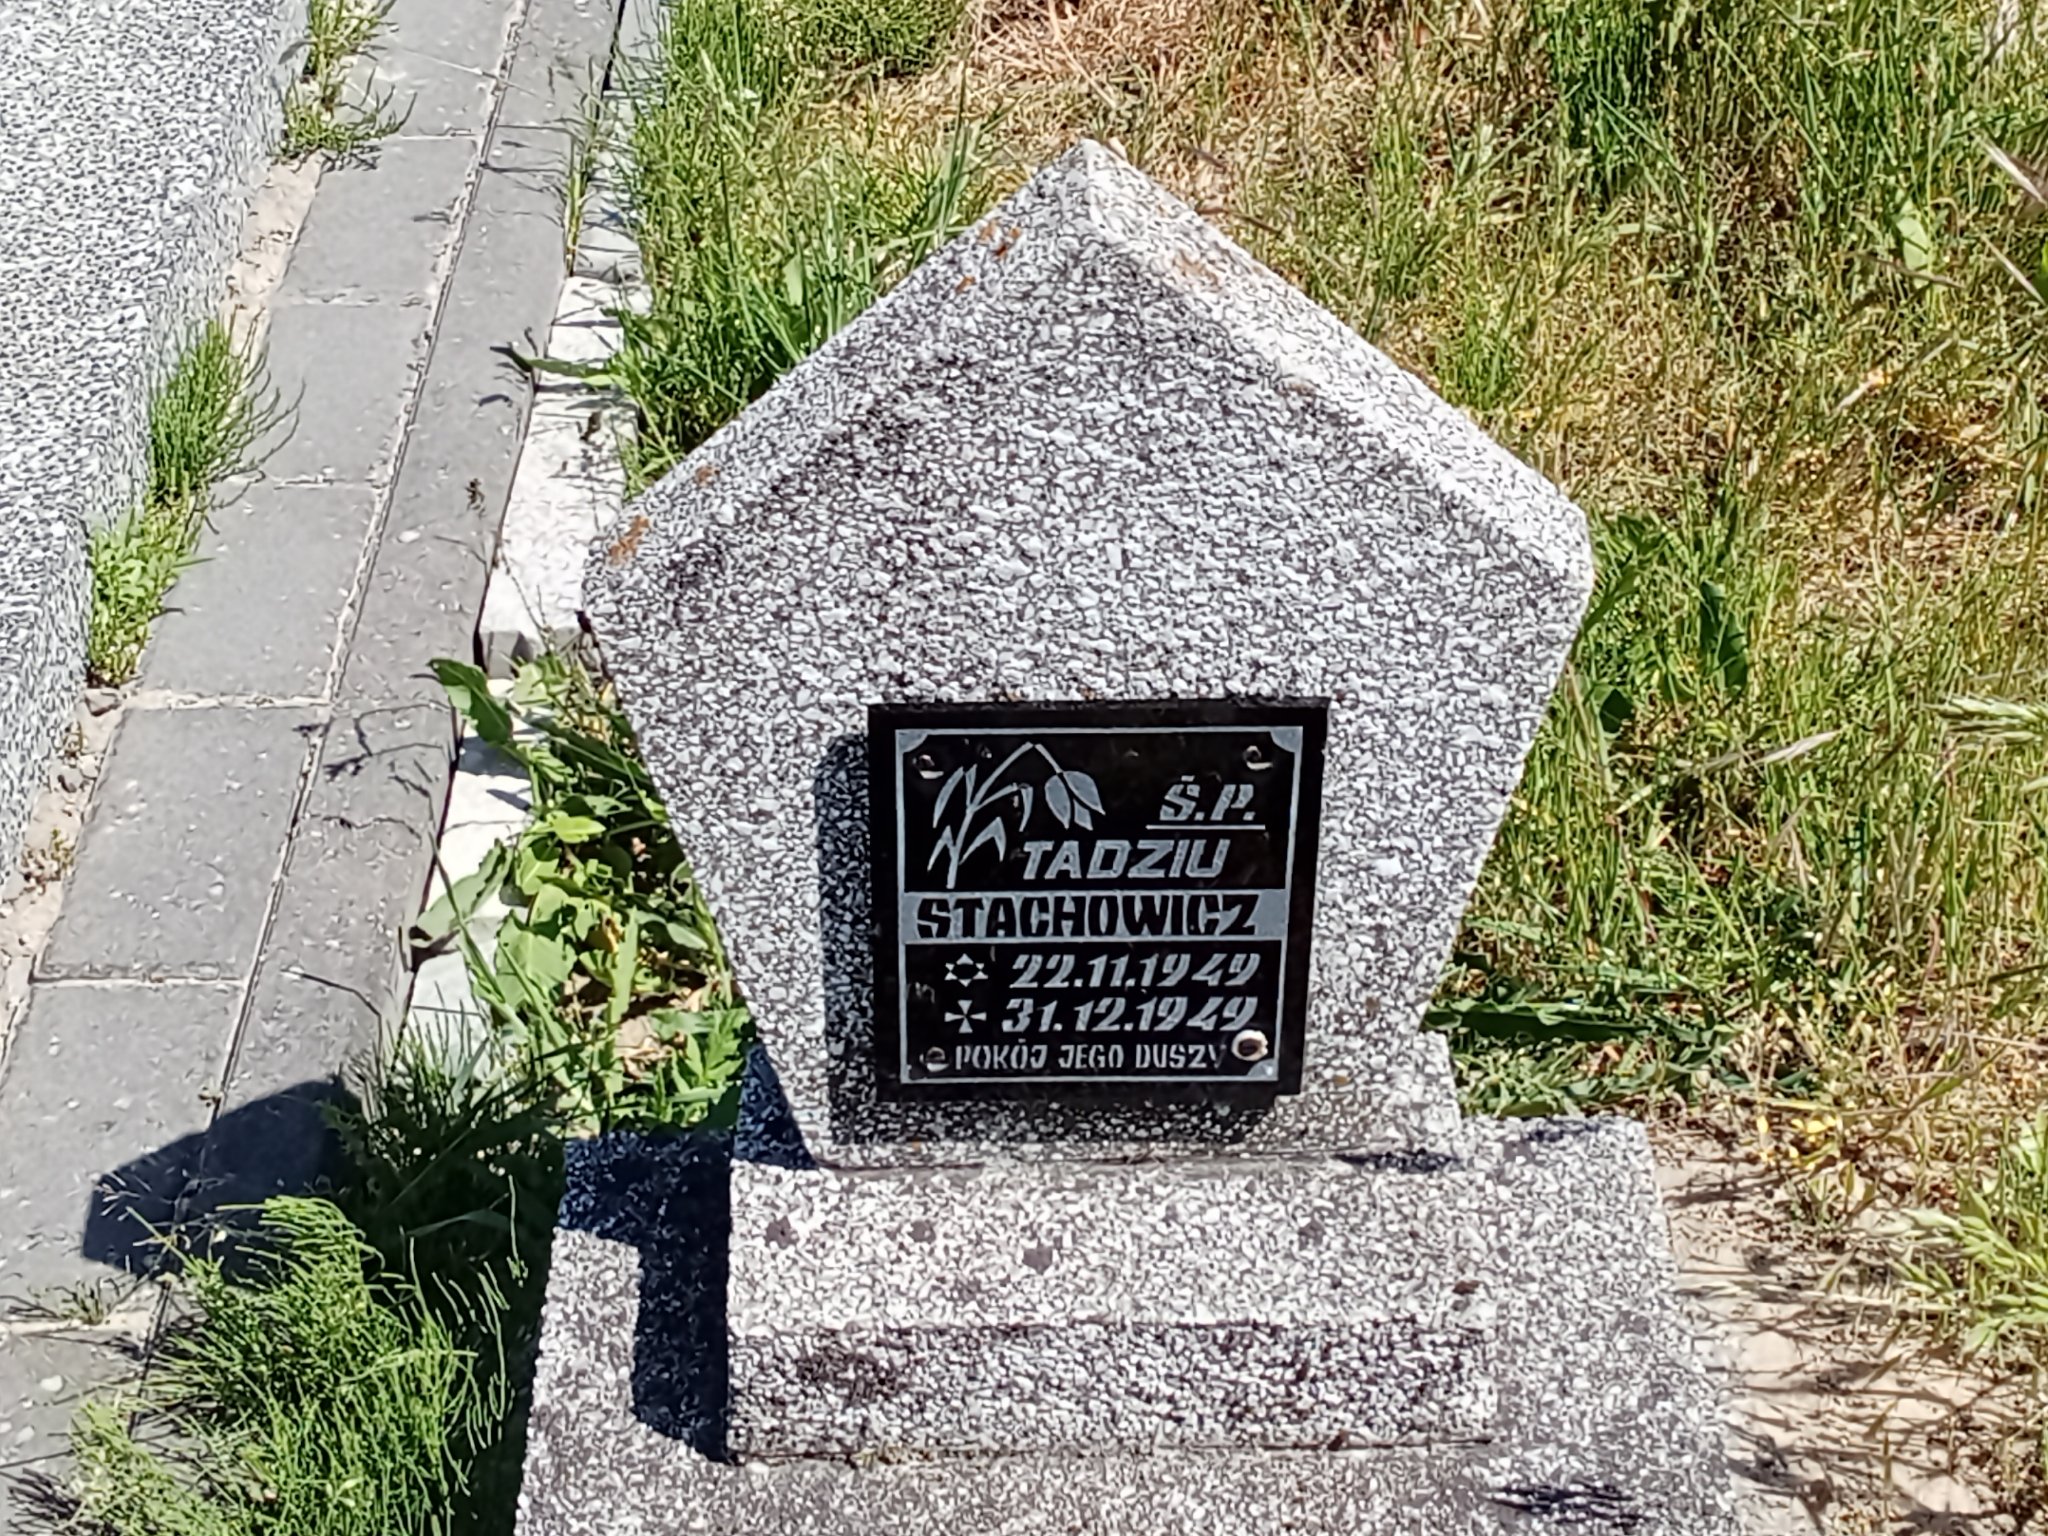 Ś.P.
TADZIU
STACHOWICZ
22.11.1949
31.12.1949
POKÓJ JEGO DUSZY